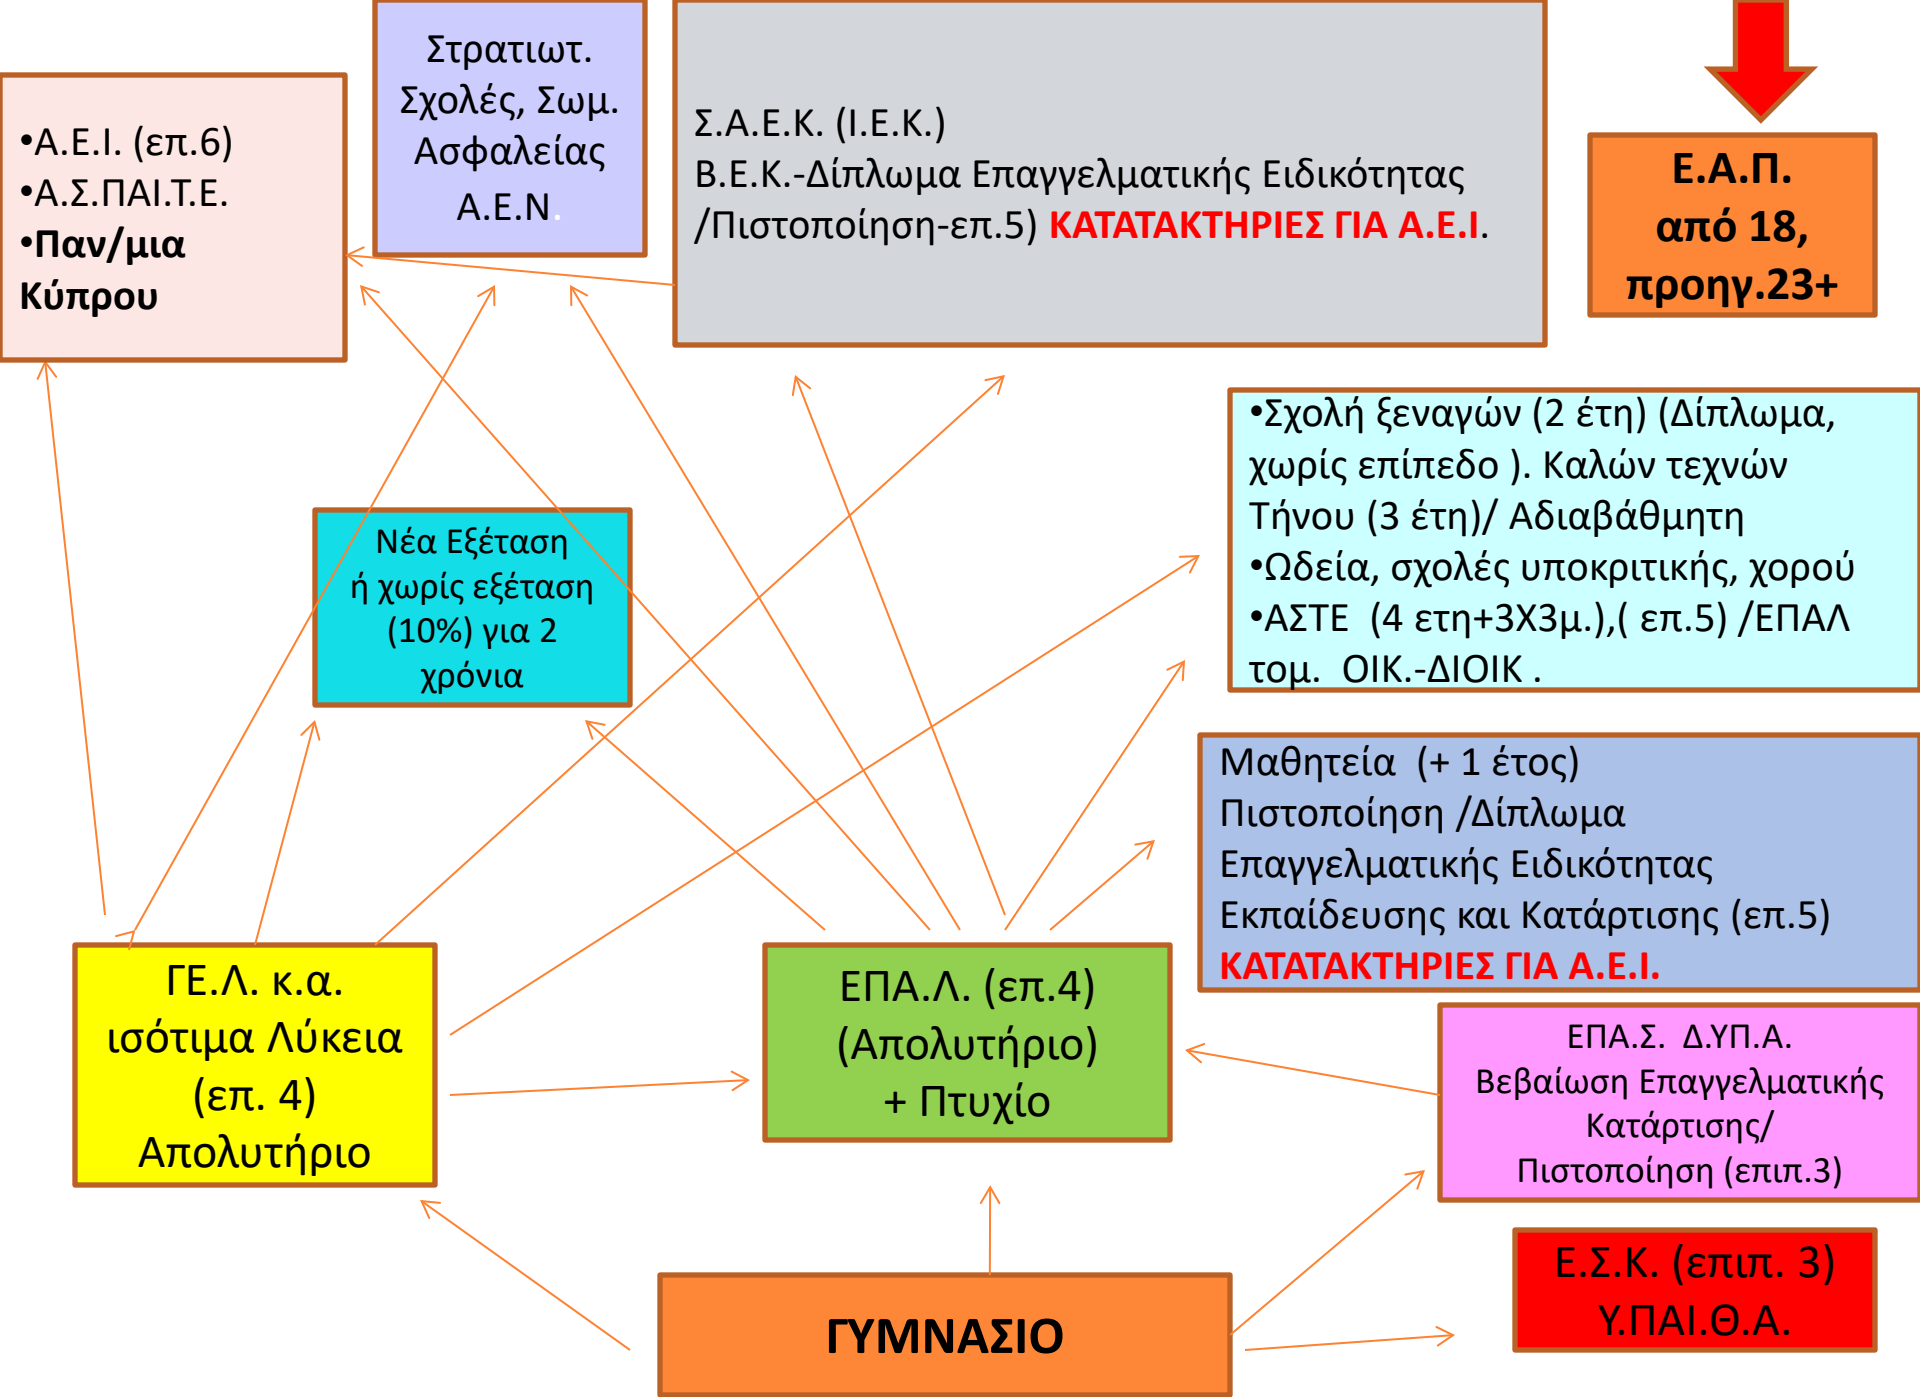 Στρατιωτ.
Σχολές, Σωμ.
Ασφαλείας
Α.Ε.Ν.
•Α.Ε.Ι. (επ.6)
•Α.Σ.ΠΑΙ.Τ.Ε.
•Παν/μια
Κύπρου
Σ.Α.Ε.Κ. (Ι.Ε.Κ.)
Β.Ε.Κ.-Δίπλωμα Επαγγελματικής Ειδικότητας
/Πιστοποίηση-επ.5) ΚΑΤΑΤΑΚΤΗΡΙΕΣ ΓΙΑ Α.Ε.Ι.
Ε.Α.Π.
από 18,
προηγ.23+
•Σχολή ξεναγών (2 έτη) (Δίπλωμα,
χωρίς επίπεδο ). Καλών τεχνών
Τήνου (3 έτη)/ Αδιαβάθμητη
•Ωδεία, σχολές υποκριτικής, χορού
•ΑΣΤΕ (4 ετη+3Χ3μ.),( επ.5) /ΕΠΑΛ
τομ. ΟΙΚ.-ΔΙΟΙΚ .
Νέα Εξέταση
ή χωρίς εξέταση
(10%) για 2
χρόνια
Μαθητεία (+ 1 έτος)
Πιστοποίηση /Δίπλωμα
Επαγγελματικής Ειδικότητας
Εκπαίδευσης και Κατάρτισης (επ.5)
ΚΑΤΑΤΑΚΤΗΡΙΕΣ ΓΙΑ Α.Ε.Ι.
ΓΕ.Λ. κ.α.
ισότιμα Λύκεια
(επ. 4)
Απολυτήριο
ΕΠΑ.Λ. (επ.4)
(Απολυτήριο)
+ Πτυχίο
ΕΠΑ.Σ. Δ.ΥΠ.Α.
Βεβαίωση Επαγγελματικής
Κατάρτισης/
Πιστοποίηση (επιπ.3)
Ε.Σ.Κ. (επιπ. 3)
Υ.ΠΑΙ.Θ.Α.
ΓΥΜΝΑΣΙΟ